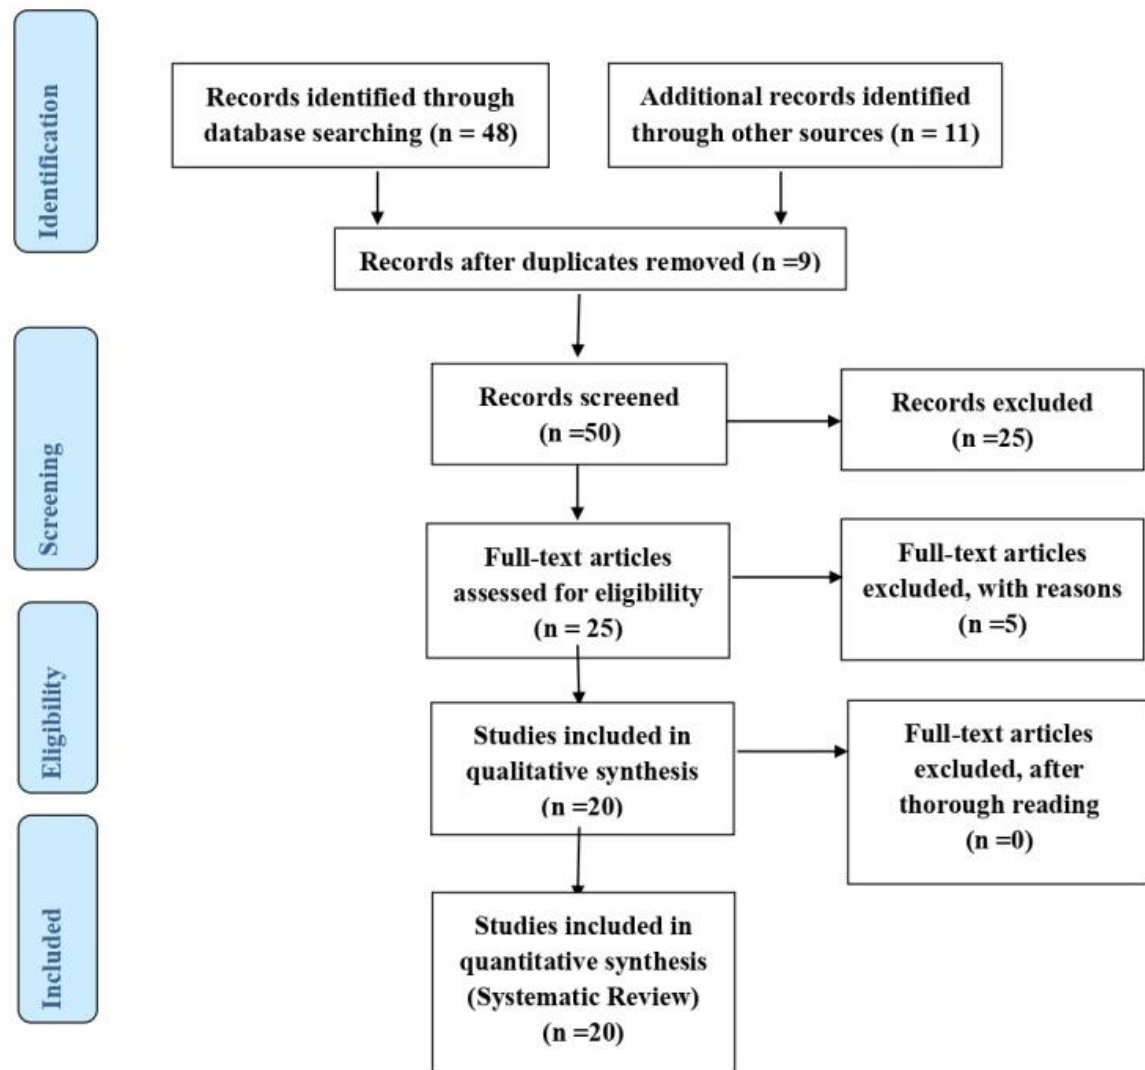 Identification
Records identified through
database searching (n = 48)
Additional records identified
through other sources (n = 11)
Records after duplicates removed (n =9)
Screening
Records screened
(n =50)
Records excluded
(n =25)
Full-text articles
assessed for eligibility
(n = 25)
Full-text articles
excluded, with reasons
(n =5)
Eligibility
Studies included in
qualitative synthesis
(n =20)
Full-text articles
excluded, after
thorough reading
(n =0)
Included
Studies included in
quantitative synthesis
(Systematic Review)
(n =20)